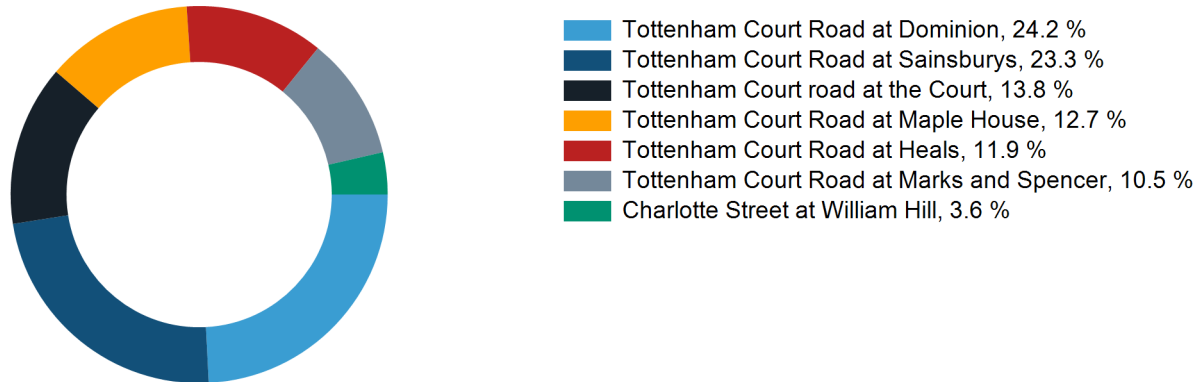 Tottenham Court Road at Dominion, 24.2 %
Tottenham Court Road at Sainsburys, 23.3 %
Tottenham Court road at the Court, 13.8 %
Tottenham Court Road at Maple House, 12.7 %
Tottenham Court Road at Heals, 11.9 %
Tottenham Court Road at Marks and Spencer, 10.5 %
Charlotte Street at William Hill, 3.6 %